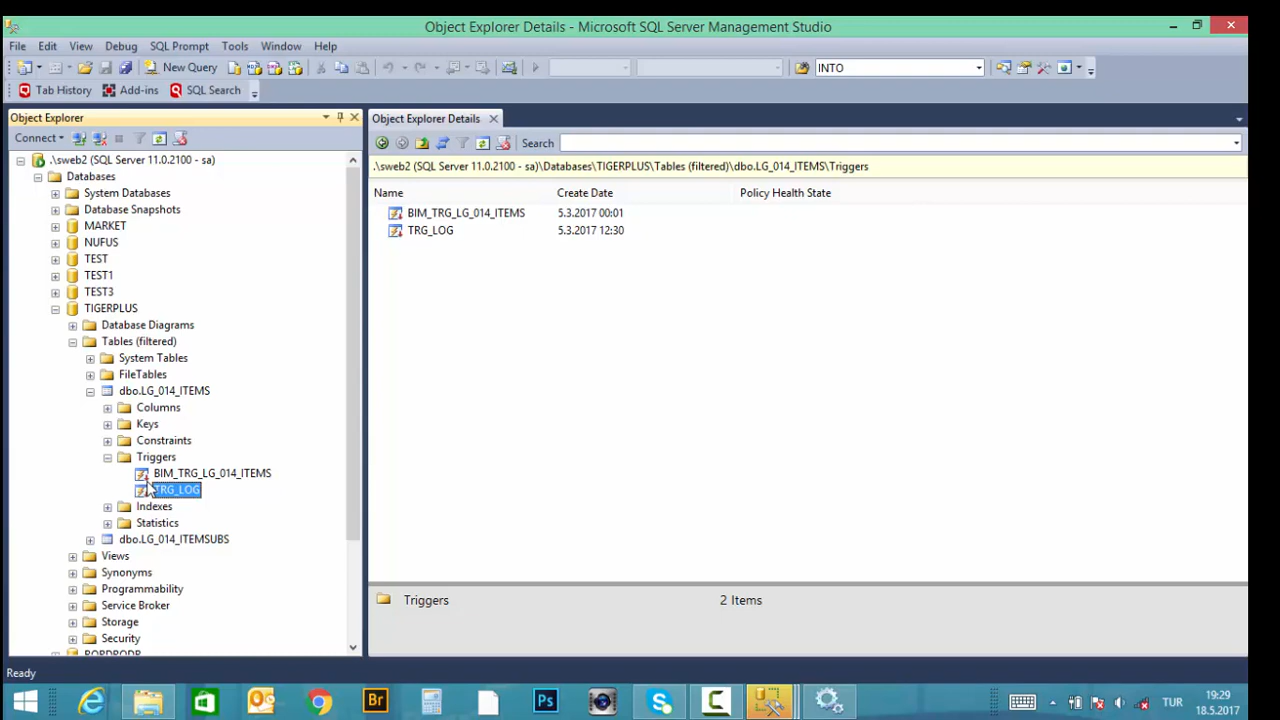 Object Explorer Details - Microsoft SQL Server Management Studio
File Edit View Debug SQL Prompt Tools Window Help
New Query INTO
Tab History Add-ins SQL Search
Object Explorer
Connect
.\sweb2 (SQL Server 11.0.2100 - sa)
Databases
System Databases
Database Snapshots
MARKET
NUFUS
TEST
TEST1
TEST3
TIGERPLUS
Database Diagrams
Tables (filtered)
System Tables
FileTables
dbo.LG_014_ITEMS
Columns
Keys
Constraints
Triggers
BIM_TRG_LG_014_ITEMS
TRG_LOG
Indexes
Statistics
dbo.LG_014_ITEMSUBS
Views
Synonyms
Programmability
Service Broker
Storage
Security
Object Explorer Details
Search
.\sweb2 (SQL Server 11.0.2100 - sa)\Databases\TIGERPLUS\Tables (filtered)\dbo.LG_014_ITEMS\Triggers
Name Create Date Policy Health State
BIM_TRG_LG_014_ITEMS 5.3.2017 00:01
TRG_LOG 5.3.2017 12:30
Triggers 2 Items
Ready
Br Ps TUR 19:29
18.5.2017